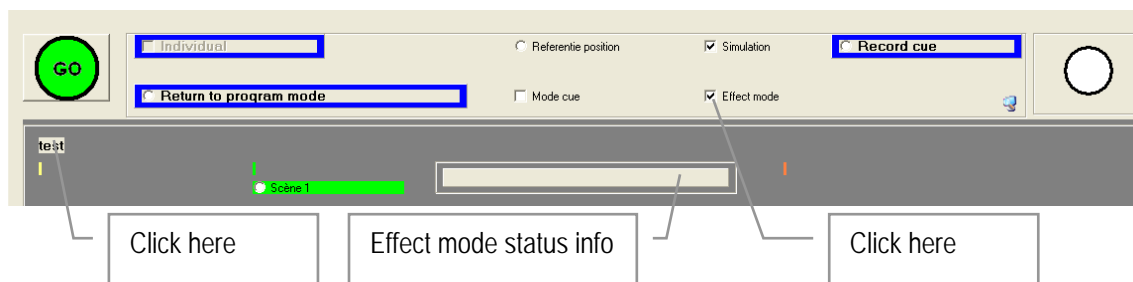 GO
Individual
Referentie position
Simulation
Record cue
Return to program mode
Mode cue
Effect mode
test
Scène 1
Click here
Effect mode status info
Click here